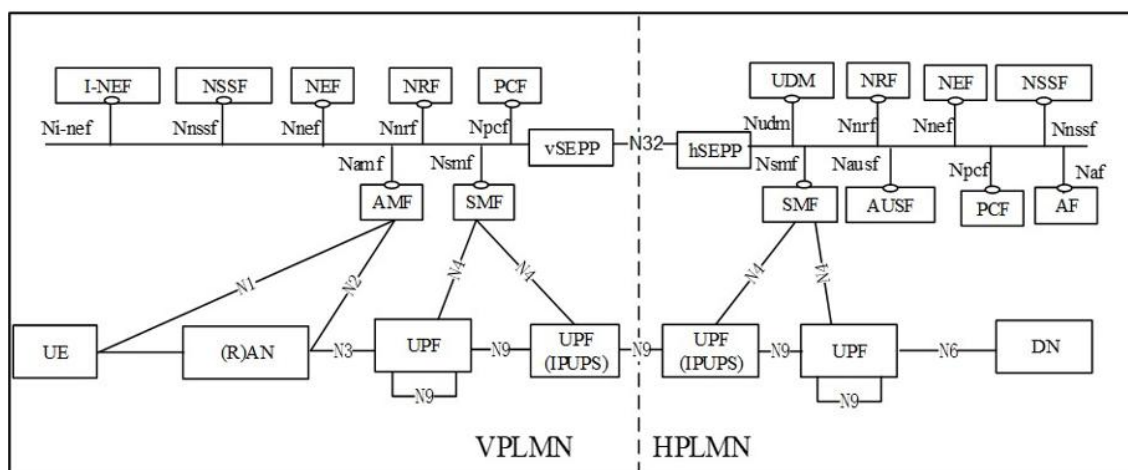 I-NEF NSSF NEF NRF PCF UDM NRF NEF NSSF
Ni-nef Nnssf Nnef Nnrf Npcf Nudm Nnrf Nnef Nnssf
vSEPP N32 hSEPP
Namf Nsmf Nsmf Nausf Npcf Naf
AMF SMF SMF AUSF PCF AF
N1 N2 N4 N4 N4 N4
UE (R)AN N3 UPF N9 UPF N9 UPF N9 UPF N6 DN
(IPUPS) (IPUPS)
N9 N9
VPLMN HPLMN